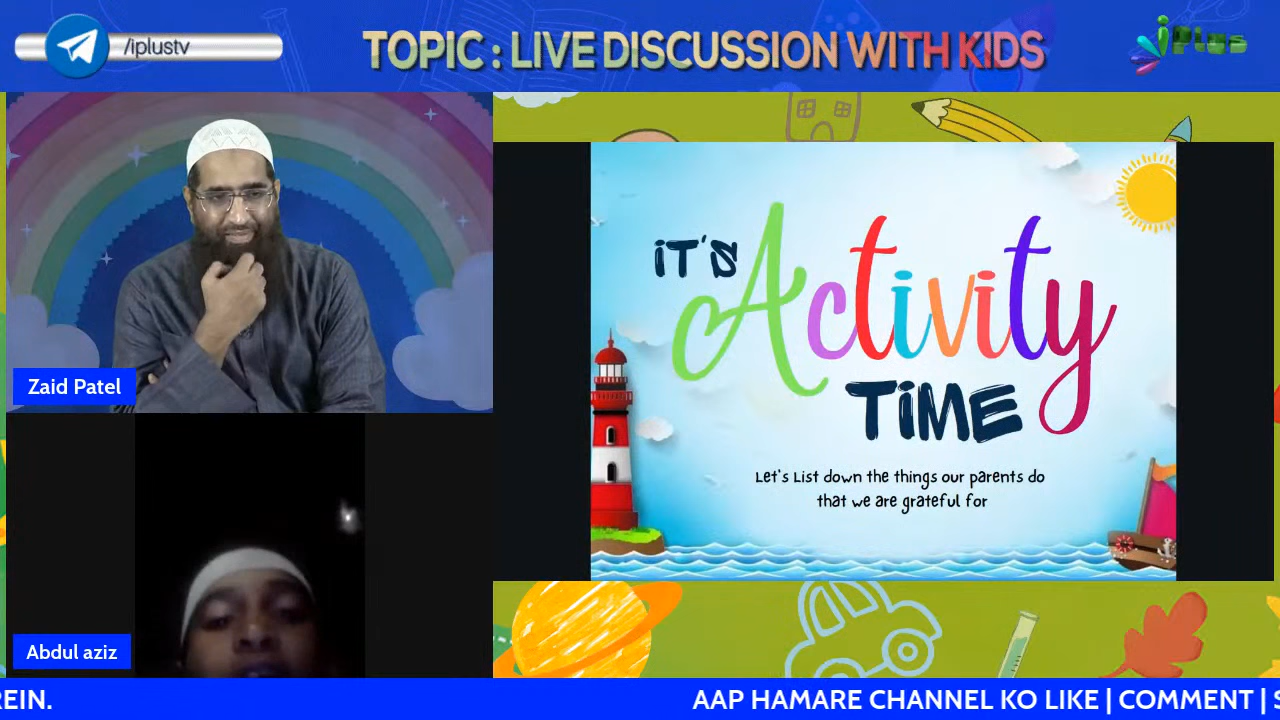 /iplustv
TOPIC : LIVE DISCUSSION WITH KIDS
iPlus
iT'S Activity
TiME
Let's List down the things our parents do
that we are grateful for
Zaid Patel
Abdul aziz
REIN.
AAP HAMARE CHANNEL KO LIKE | COMMENT | S